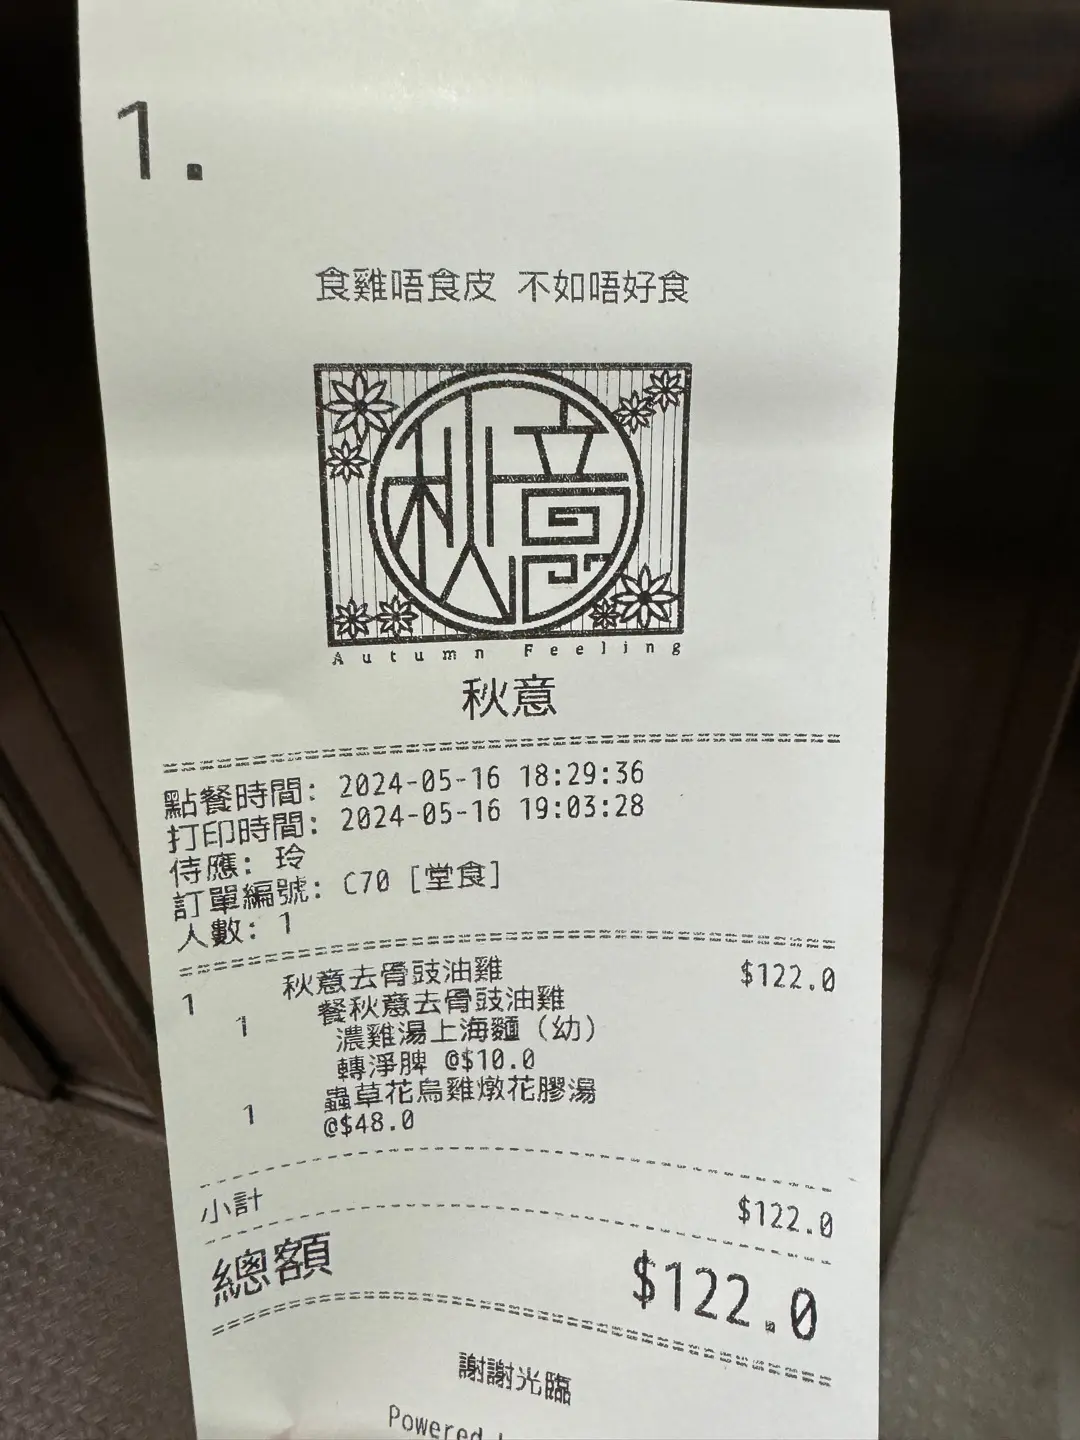 1.
食雞唔食皮 不如唔好食
秋意
Autumn Feeling
秋意
點餐時間: 2024-05-16 18:29:36
打印時間: 2024-05-16 19:03:28
侍應: 玲
訂單編號: C70 [堂食]
人數: 1
1 秋意去骨豉油雞 $122.0
1 餐秋意去骨豉油雞
濃雞湯上海麵（幼）
轉淨脾 @$10.0
1 蟲草花烏雞燉花膠湯
@$48.0
小計 $122.0
總額 $122.0
謝謝光臨
Powered